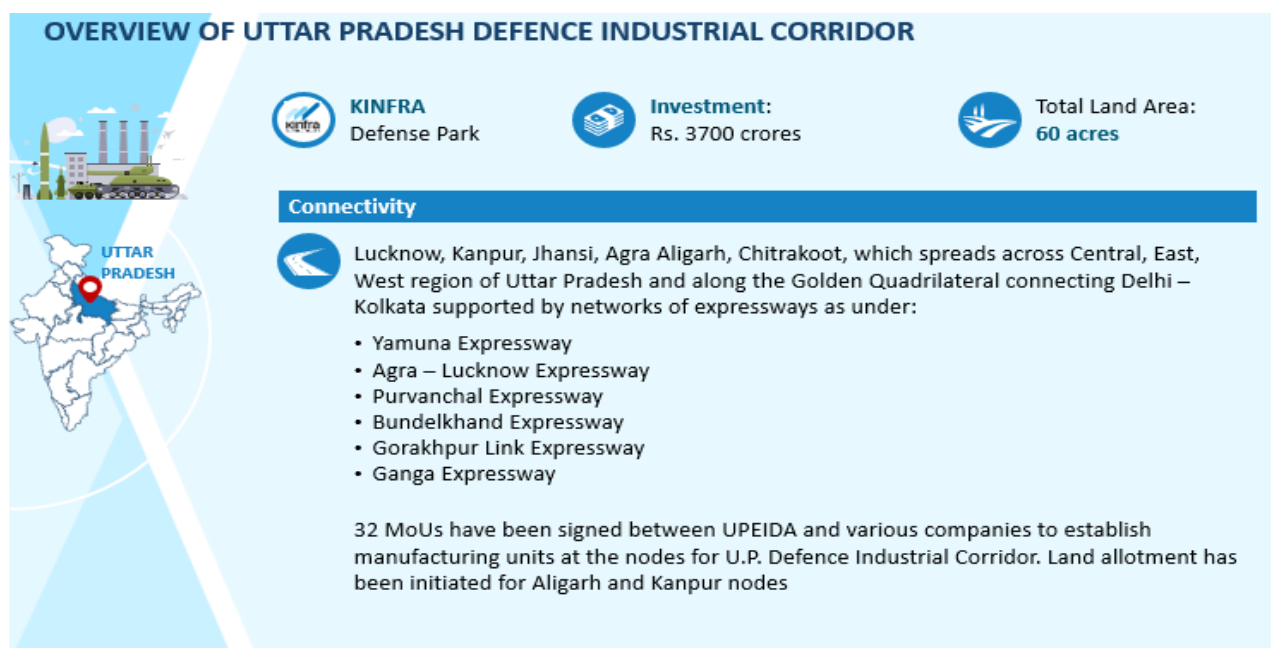 OVERVIEW OF UTTAR PRADESH DEFENCE INDUSTRIAL CORRIDOR
kinfra
KINFRA
Defense Park
Investment:
Rs. 3700 crores
Total Land Area:
60 acres
Connectivity
UTTAR
PRADESH
Lucknow, Kanpur, Jhansi, Agra Aligarh, Chitrakoot, which spreads across Central, East,
West region of Uttar Pradesh and along the Golden Quadrilateral connecting Delhi –
Kolkata supported by networks of expressways as under:
• Yamuna Expressway
• Agra – Lucknow Expressway
• Purvanchal Expressway
• Bundelkhand Expressway
• Gorakhpur Link Expressway
• Ganga Expressway
32 MoUs have been signed between UPEIDA and various companies to establish
manufacturing units at the nodes for U.P. Defence Industrial Corridor. Land allotment has
been initiated for Aligarh and Kanpur nodes